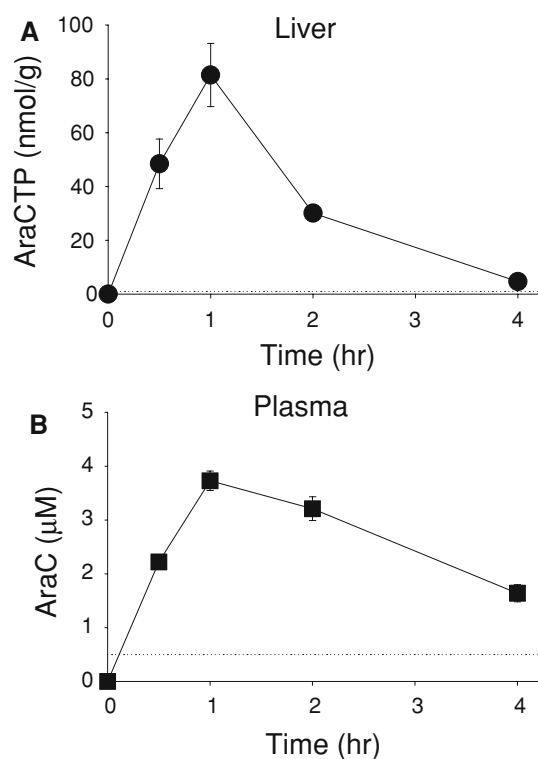 A
Liver
AraCTP (nmol/g)
100
80
60
40
20
0
0 1 2 3 4
Time (hr)
B
Plasma
AraC (μM)
5
4
3
2
1
0
0 1 2 3 4
Time (hr)